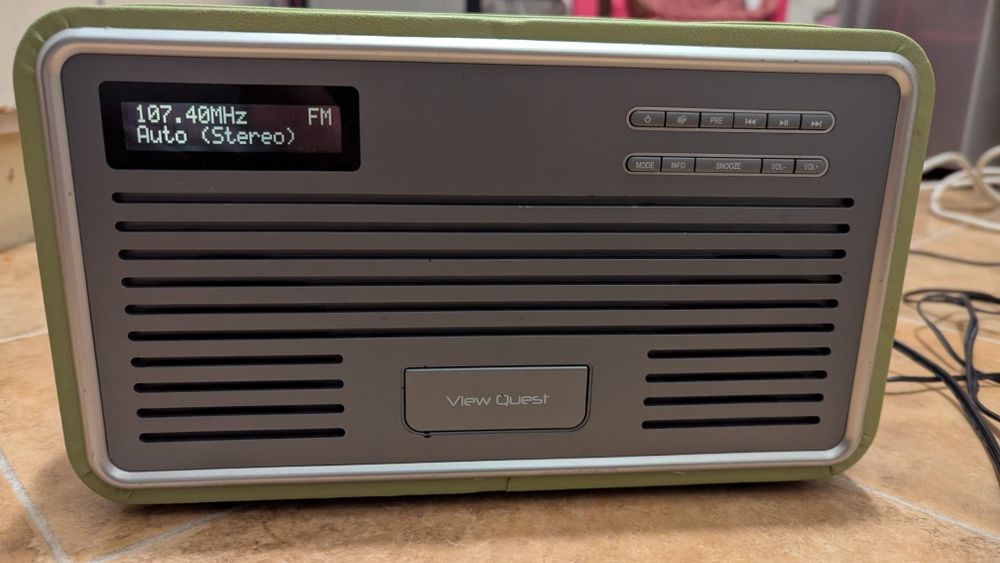 107.40MHz FM
Auto (Stereo)
PRE
MODE INFO SNOOZE VOL- VOL+
View Quest